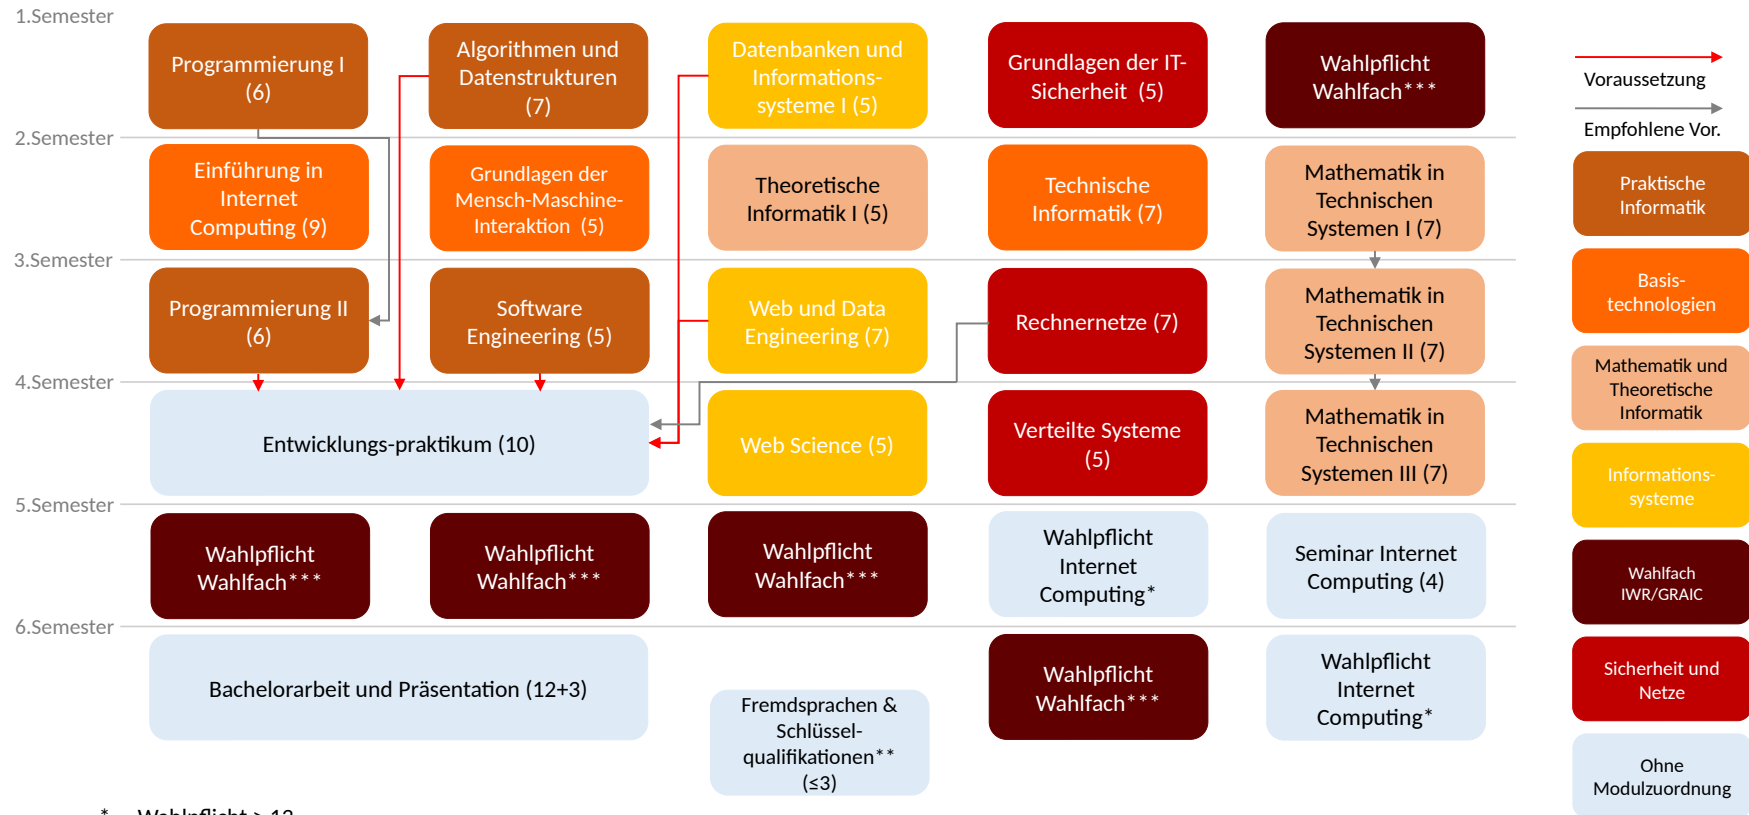 1.Semester
Programmierung I
(6)
Algorithmen und
Datenstrukturen
(7)
Datenbanken und
Informations-
systeme I (5)
Grundlagen der IT-
Sicherheit (5)
Wahlpflicht
Wahlfach***
Voraussetzung
Empfohlene Vor.
2.Semester
Einführung in
Internet
Computing (9)
Grundlagen der
Mensch-Maschine-
Interaktion (5)
Theoretische
Informatik I (5)
Technische
Informatik (7)
Mathematik in
Technischen
Systemen I (7)
Praktische
Informatik
3.Semester
Programmierung II
(6)
Software
Engineering (5)
Web und Data
Engineering (7)
Rechnernetze (7)
Mathematik in
Technischen
Systemen II (7)
Basis-
technologien
Mathematik und
Theoretische
Informatik
4.Semester
Entwicklungs-praktikum (10)
Web Science (5)
Verteilte Systeme
(5)
Mathematik in
Technischen
Systemen III (7)
Informations-
systeme
5.Semester
Wahlpflicht
Wahlfach***
Wahlpflicht
Wahlfach***
Wahlpflicht
Wahlfach***
Wahlpflicht
Internet
Computing*
Seminar Internet
Computing (4)
Wahlfach
IWR/GRAIC
6.Semester
Bachelorarbeit und Präsentation (12+3)
Fremdsprachen &
Schlüssel-
qualifikationen**
(≤3)
Wahlpflicht
Wahlfach***
Wahlpflicht
Internet
Computing*
Sicherheit und
Netze
Ohne
Modulzuordnung
* Wahlpflicht